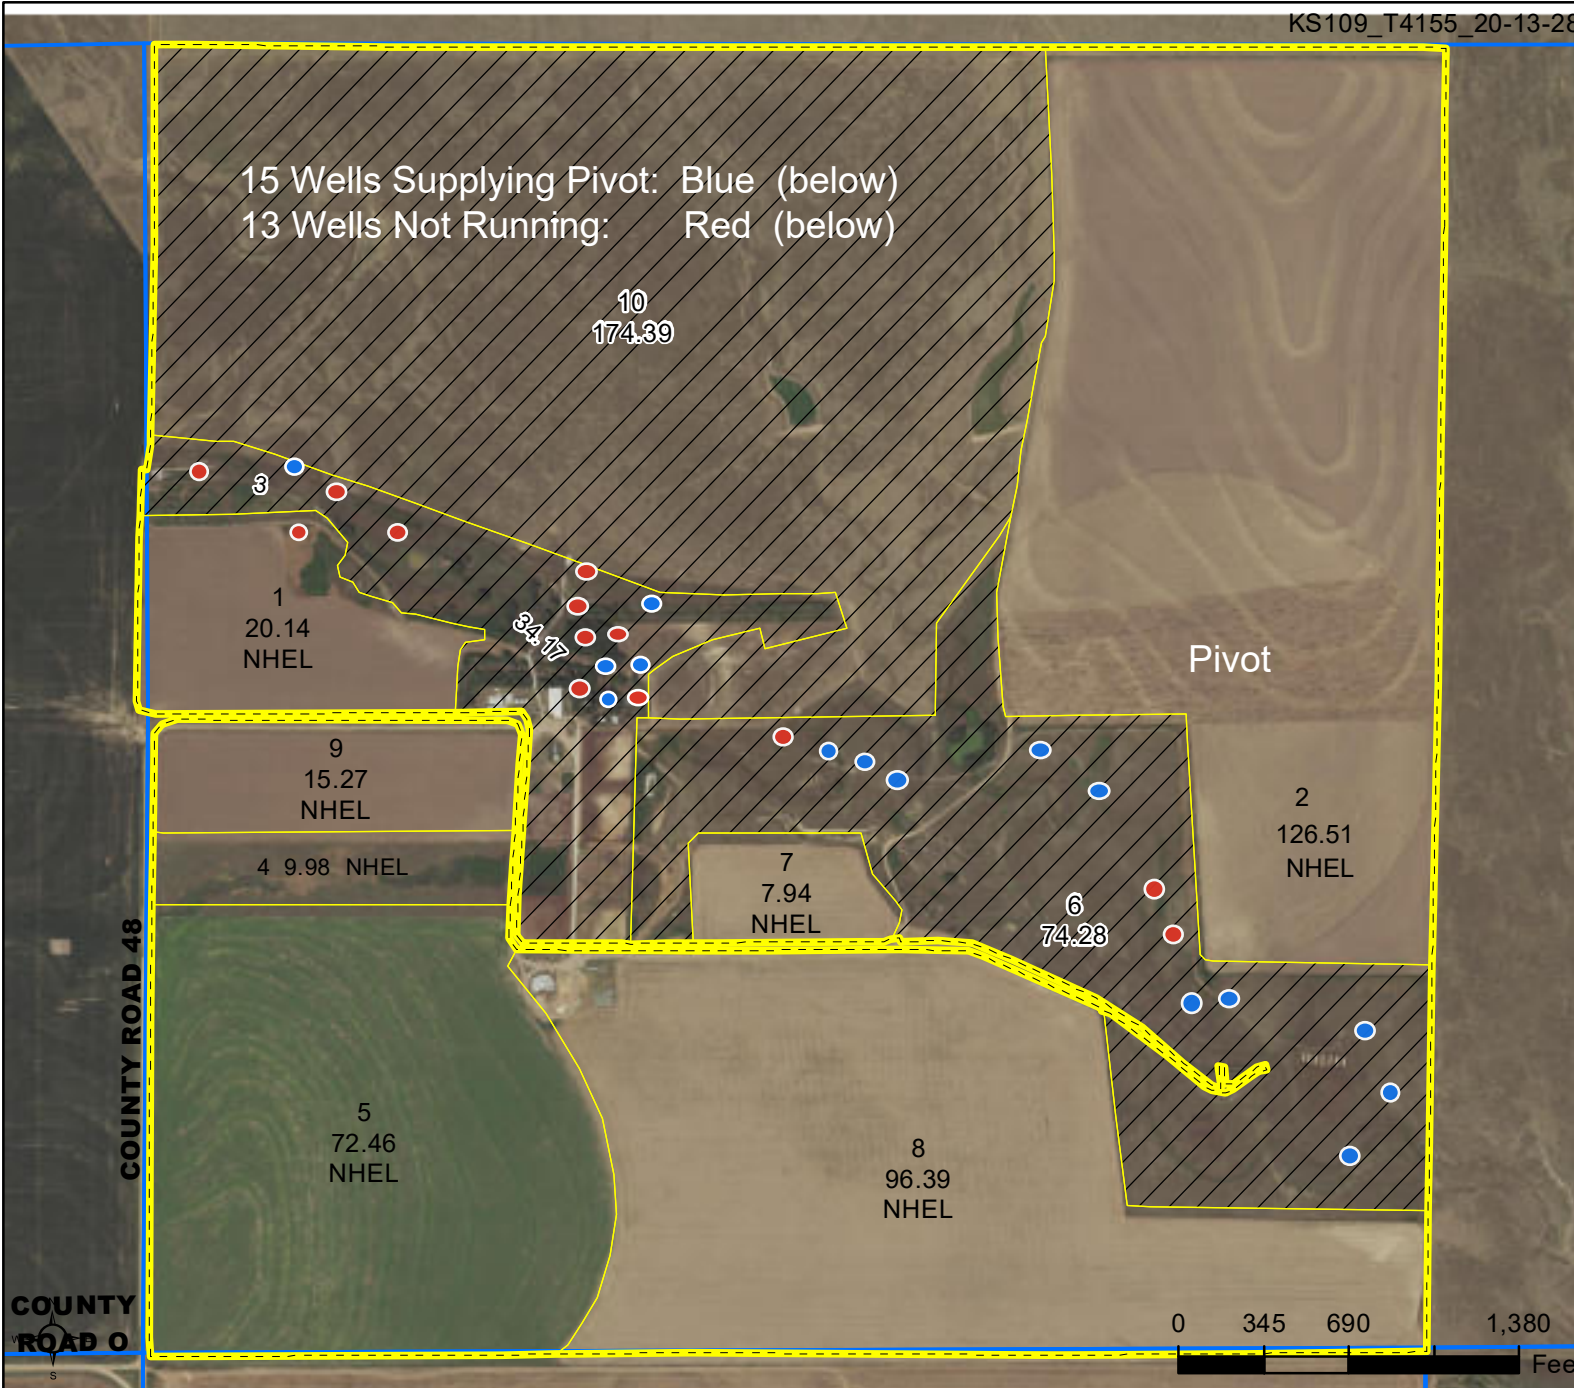 KS109_T4155_20-13-28
15 Wells Supplying Pivot: Blue (below)
13 Wells Not Running: Red (below)
10
174.39
3
1
20.14
NHEL
34.17
Pivot
9
15.27
NHEL
2
126.51
NHEL
4 9.98 NHEL
7
7.94
NHEL
6
74.28
COUNTY ROAD 48
5
72.46
NHEL
8
96.39
NHEL
COUNTY
ROAD O
S
0 345 690 1,380
Fee